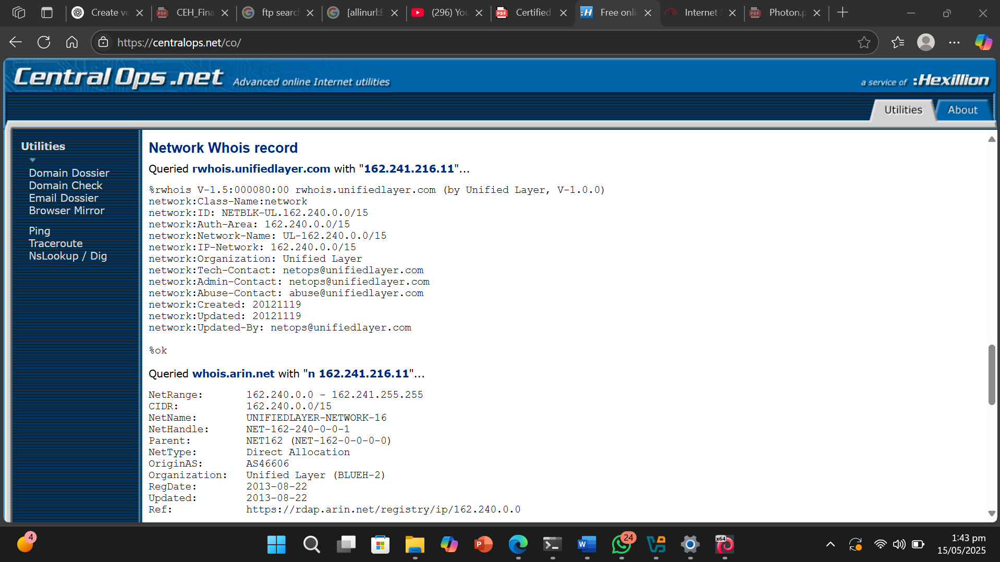 Create ve
CEH_Fina
ftp searc
[allinurl:E
(296) You
Certified
Free onli
Internet S
Photon.p
https://centralops.net/co/
CentralOps.net Advanced online Internet utilities
a service of :Hexillion
Utilities
About
Utilities
Domain Dossier
Domain Check
Email Dossier
Browser Mirror
Ping
Traceroute
NsLookup / Dig
Network Whois record
Queried rwhois.unifiedlayer.com with "162.241.216.11"...
%rwhois V-1.5:000080:00 rwhois.unifiedlayer.com (by Unified Layer, V-1.0.0)
network:Class-Name:network
network:ID: NETBLK-UL.162.240.0.0/15
network:Auth-Area: 162.240.0.0/15
network:Network-Name: UL-162.240.0.0/15
network:IP-Network: 162.240.0.0/15
network:Organization: Unified Layer
network:Tech-Contact: netops@unifiedlayer.com
network:Admin-Contact: netops@unifiedlayer.com
network:Abuse-Contact: abuse@unifiedlayer.com
network:Created: 20121119
network:Updated: 20121119
network:Updated-By: netops@unifiedlayer.com
%ok
Queried whois.arin.net with "n 162.241.216.11"...
NetRange: 162.240.0.0 - 162.241.255.255
CIDR: 162.240.0.0/15
NetName: UNIFIEDLAYER-NETWORK-16
NetHandle: NET-162-240-0-0-1
Parent: NET162 (NET-162-0-0-0-0)
NetType: Direct Allocation
OriginAS: AS46606
Organization: Unified Layer (BLUEH-2)
RegDate: 2013-08-22
Updated: 2013-08-22
Ref: https://rdap.arin.net/registry/ip/162.240.0.0
4
24
x64
1:43 pm
15/05/2025